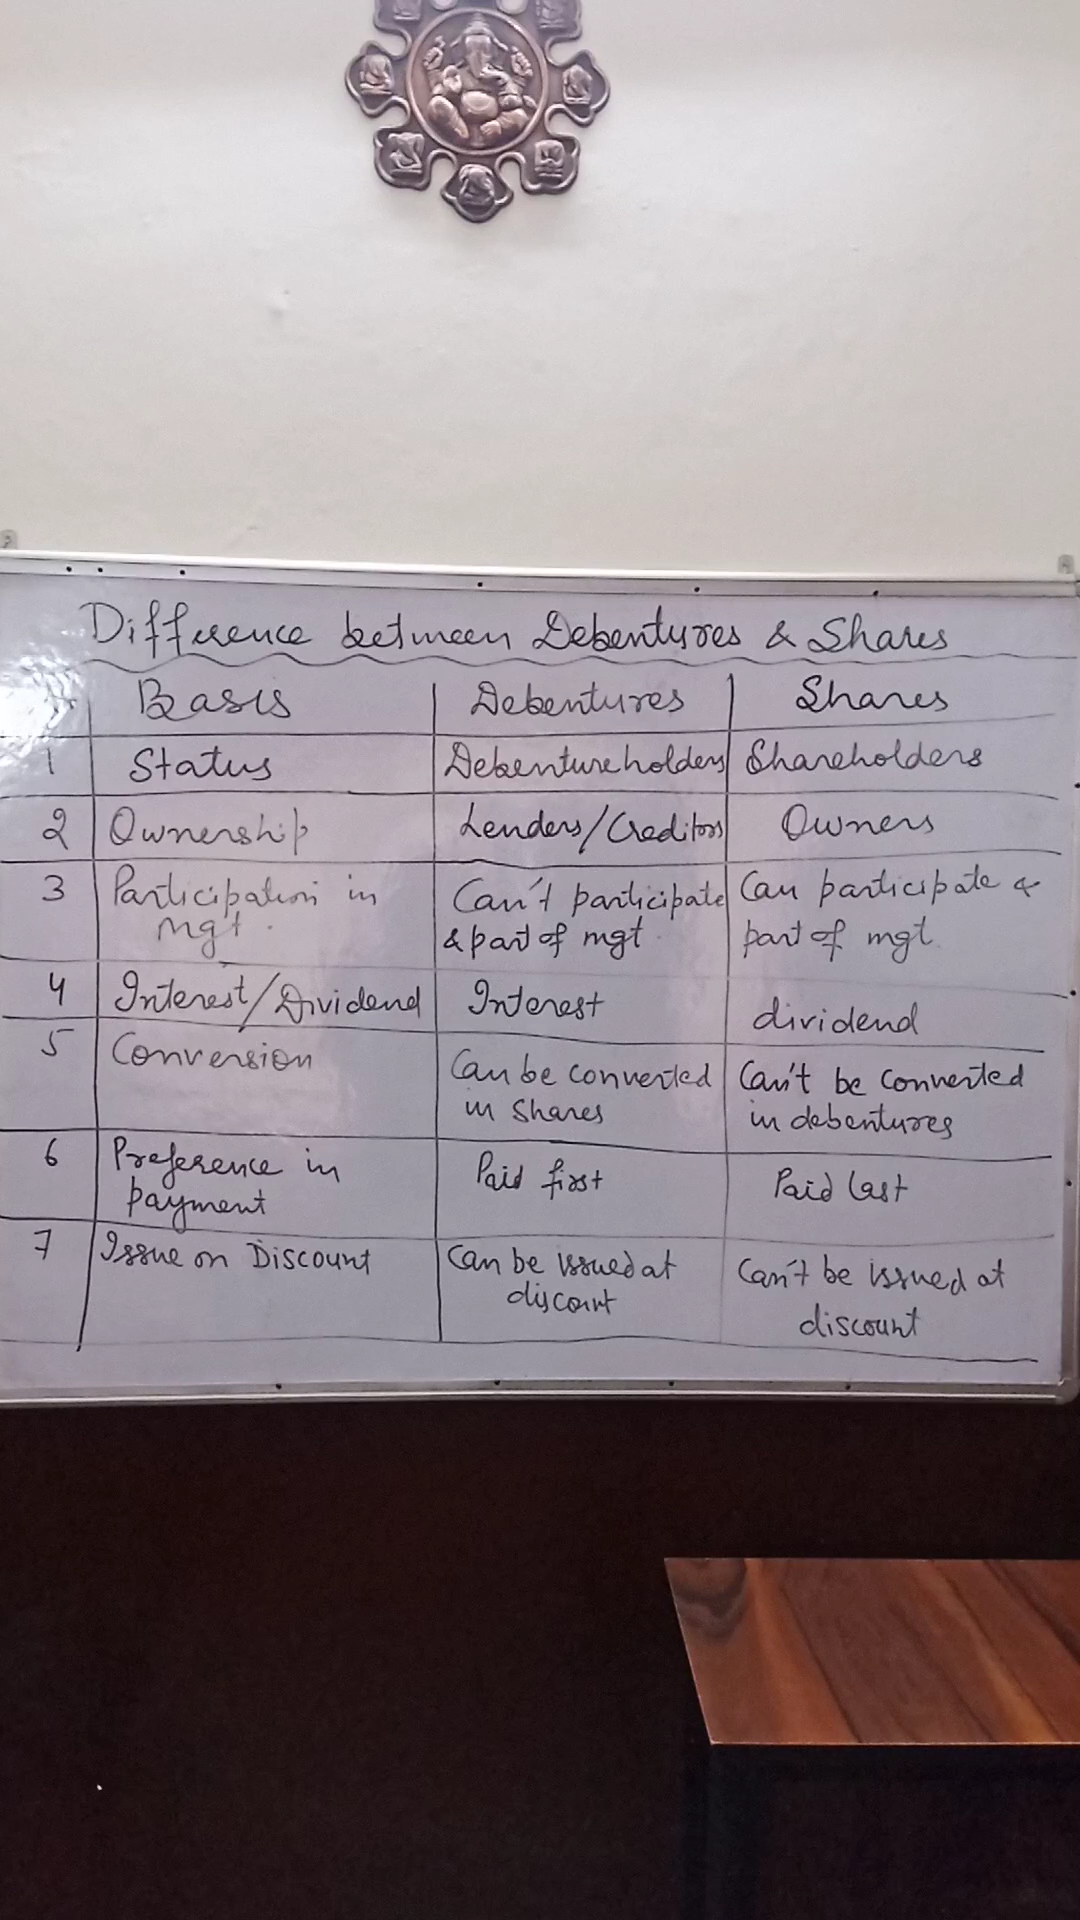 Difference between Debentures & Shares
Basis Debentures Shares
1 Status Debentureholders Shareholders
2 Ownership Lenders/Creditors Owners
3 Participation in Can't participate Can participate &
mgt. & part of mgt. part of mgt.
4 Interest/Dividend Interest dividend
5 Conversion Can be converted Can't be converted
in shares in debentures
6 Preference in Paid first Paid last
payment
7 Issue on Discount Can be issued at Can't be issued at
discount discount